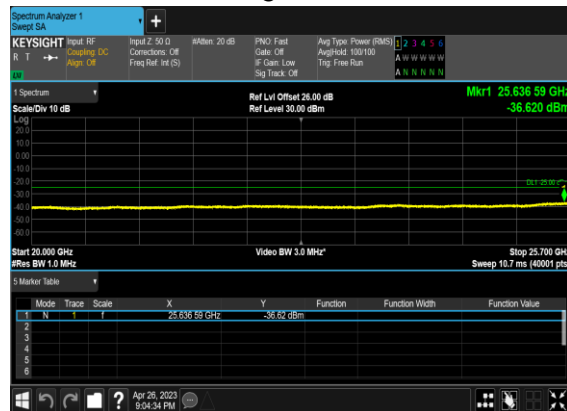 Spectrum Analyzer 1
Swept SA
+
KEYSIGHT Input: RF Input Z: 50 Ω #Atten: 20 dB PNO: Fast Avg Type: Power (RMS) 1 2 3 4 5 6
R T Coupling: DC Corrections: Off Gate: Off Avg|Hold: 100/100 A W W W W W
Align: Off Freq Ref: Int (S) IF Gain: Low Trig: Free Run
Sig Track: Off A N N N N N
1 Spectrum Ref Lvl Offset 26.00 dB Mkr1 25.636 59 GHz
Scale/Div 10 dB Ref Level 30.00 dBm -36.620 dBm
Log
20.0
10.0
0.00
-10.0
-20.0
-30.0
-40.0
-50.0
-60.0
Start 20.000 GHz Video BW 3.0 MHz* Stop 25.700 GHz
#Res BW 1.0 MHz Sweep 10.7 ms (40001 pts)
5 Marker Table
Mode Trace Scale X Y Function Function Width Function Value
1 N 1 f 25.636 59 GHz -36.62 dBm
2
3
4
5
6
? Apr 26, 2023
9:04:34 PM